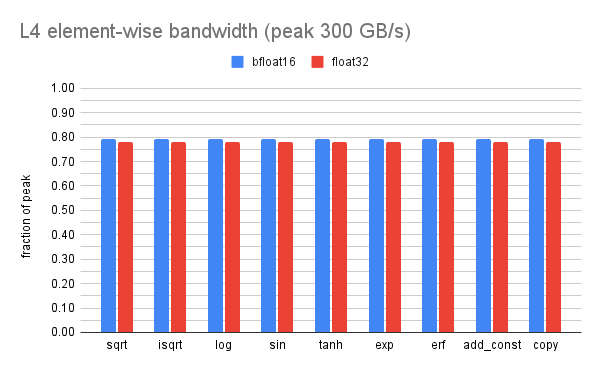 L4 element-wise bandwidth (peak 300 GB/s)
bfloat16 float32
1.00
0.90
0.80
0.70
0.60
0.50
0.40
0.30
0.20
0.10
0.00
fraction of peak
sqrt isqrt log sin tanh exp erf add_const copy